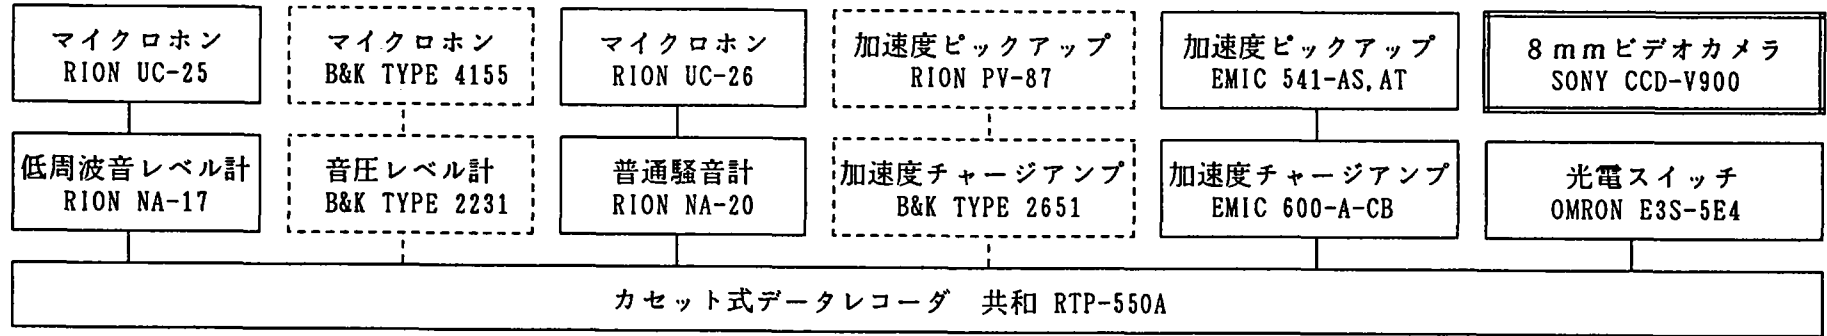 マイクロホン
RION UC-25
マイクロホン
B&K TYPE 4155
マイクロホン
RION UC-26
加速度ピックアップ
RION PV-87
加速度ピックアップ
EMIC 541-AS,AT
8mmビデオカメラ
SONY CCD-V900
低周波音レベル計
RION NA-17
音圧レベル計
B&K TYPE 2231
普通騒音計
RION NA-20
加速度チャージアンプ
B&K TYPE 2651
加速度チャージアンプ
EMIC 600-A-CB
光電スイッチ
OMRON E3S-5E4
カセット式データレコーダ 共和 RTP-550A